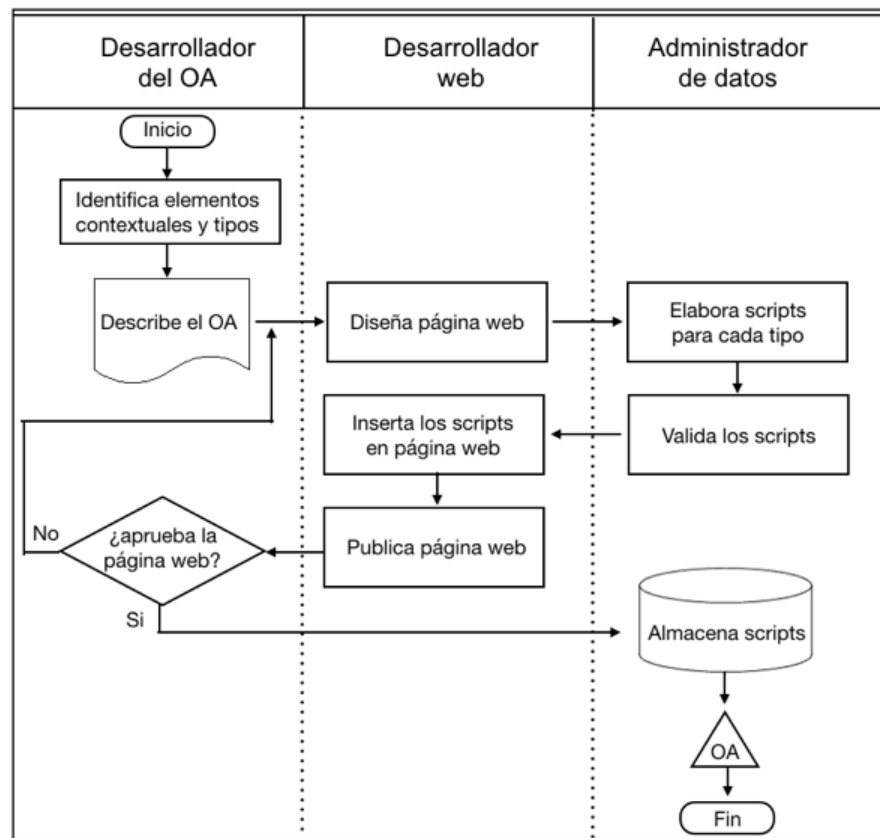 Desarrollador
del OA
Desarrollador
web
Administrador
de datos
Inicio
Identifica elementos
contextuales y tipos
Describe el OA
Diseña página web
Elabora scripts
para cada tipo
Inserta los scripts
en página web
Valida los scripts
No
¿aprueba la
página web?
Publica página web
Si
Almacena scripts
OA
Fin